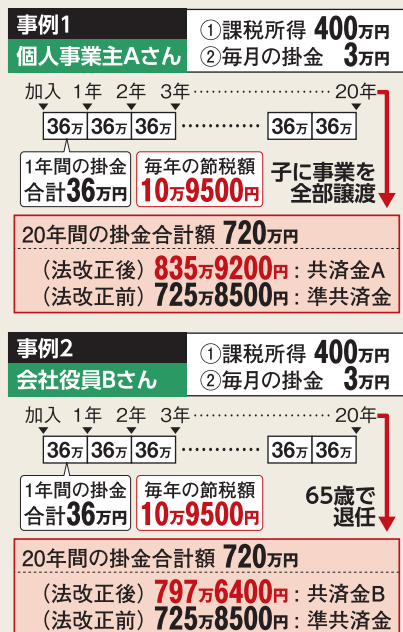 事例1
個人事業主Aさん
①課税所得 400万円
②毎月の掛金 3万円
加入 1年 2年 3年……………………20年
36万 36万 36万 ………… 36万 36万
1年間の掛金
合計36万円
毎年の節税額
10万9500円
子に事業を
全部譲渡
20年間の掛金合計額 720万円
(法改正後) 835万9200円：共済金A
(法改正前) 725万8500円：準共済金
事例2
会社役員Bさん
①課税所得 400万円
②毎月の掛金 3万円
加入 1年 2年 3年……………………20年
36万 36万 36万 ………… 36万 36万
1年間の掛金
合計36万円
毎年の節税額
10万9500円
65歳で
退任
20年間の掛金合計額 720万円
(法改正後) 797万6400円：共済金B
(法改正前) 725万8500円：準共済金